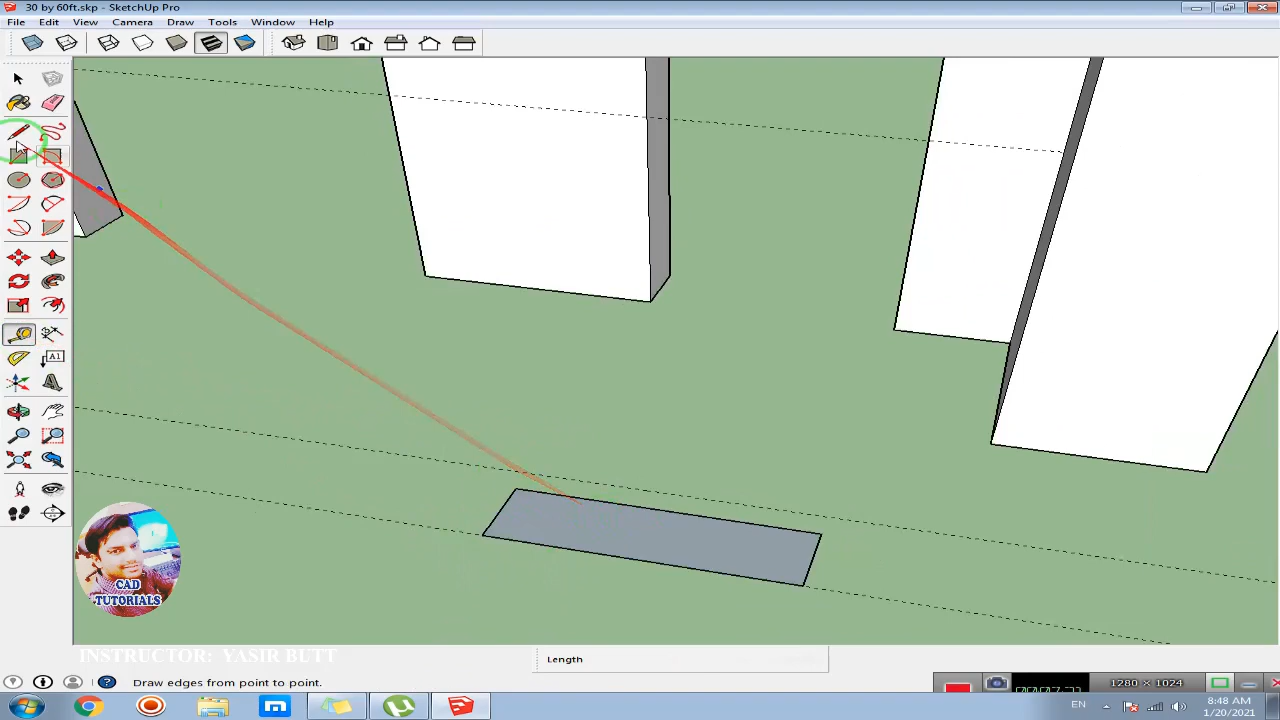 30 by 60ft.skp - SketchUp Pro
File Edit View Camera Draw Tools Window Help
A1
CAD
TUTORIALS
INSTRUCTOR: YASIR BUTT
Length
Draw edges from point to point.
1280 × 1024
EN
8:48 AM
1/20/2021